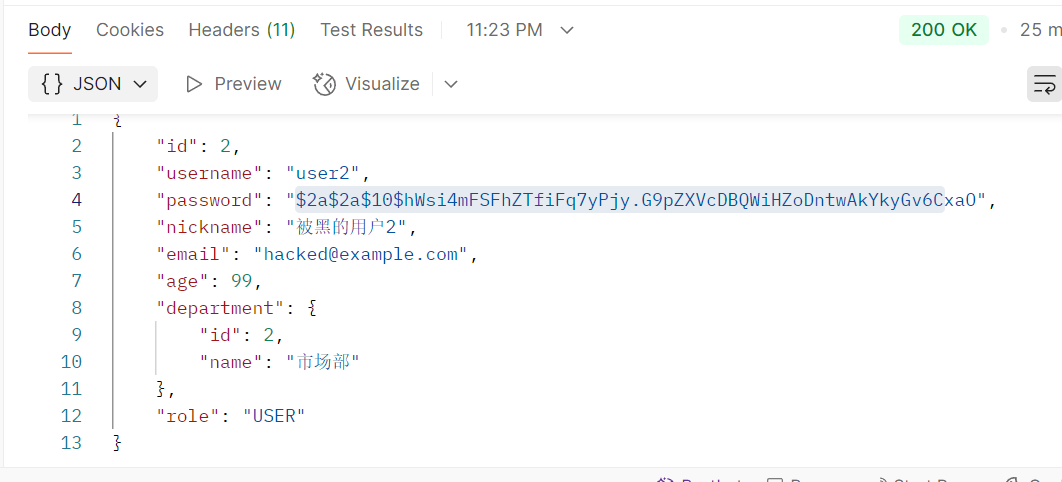 Body Cookies Headers (11) Test Results 11:23 PM 200 OK 25 m
{} JSON Preview Visualize
1 {
2 "id": 2,
3 "username": "user2",
4 "password": "$2a$2a$10$hWsi4mFSFhZTfiFq7yPjy.G9pZXVcDBQWiHZoDntwAkYkyGv6CxaO",
5 "nickname": "被黑的用户2",
6 "email": "hacked@example.com",
7 "age": 99,
8 "department": {
9 "id": 2,
10 "name": "市场部"
11 },
12 "role": "USER"
13 }